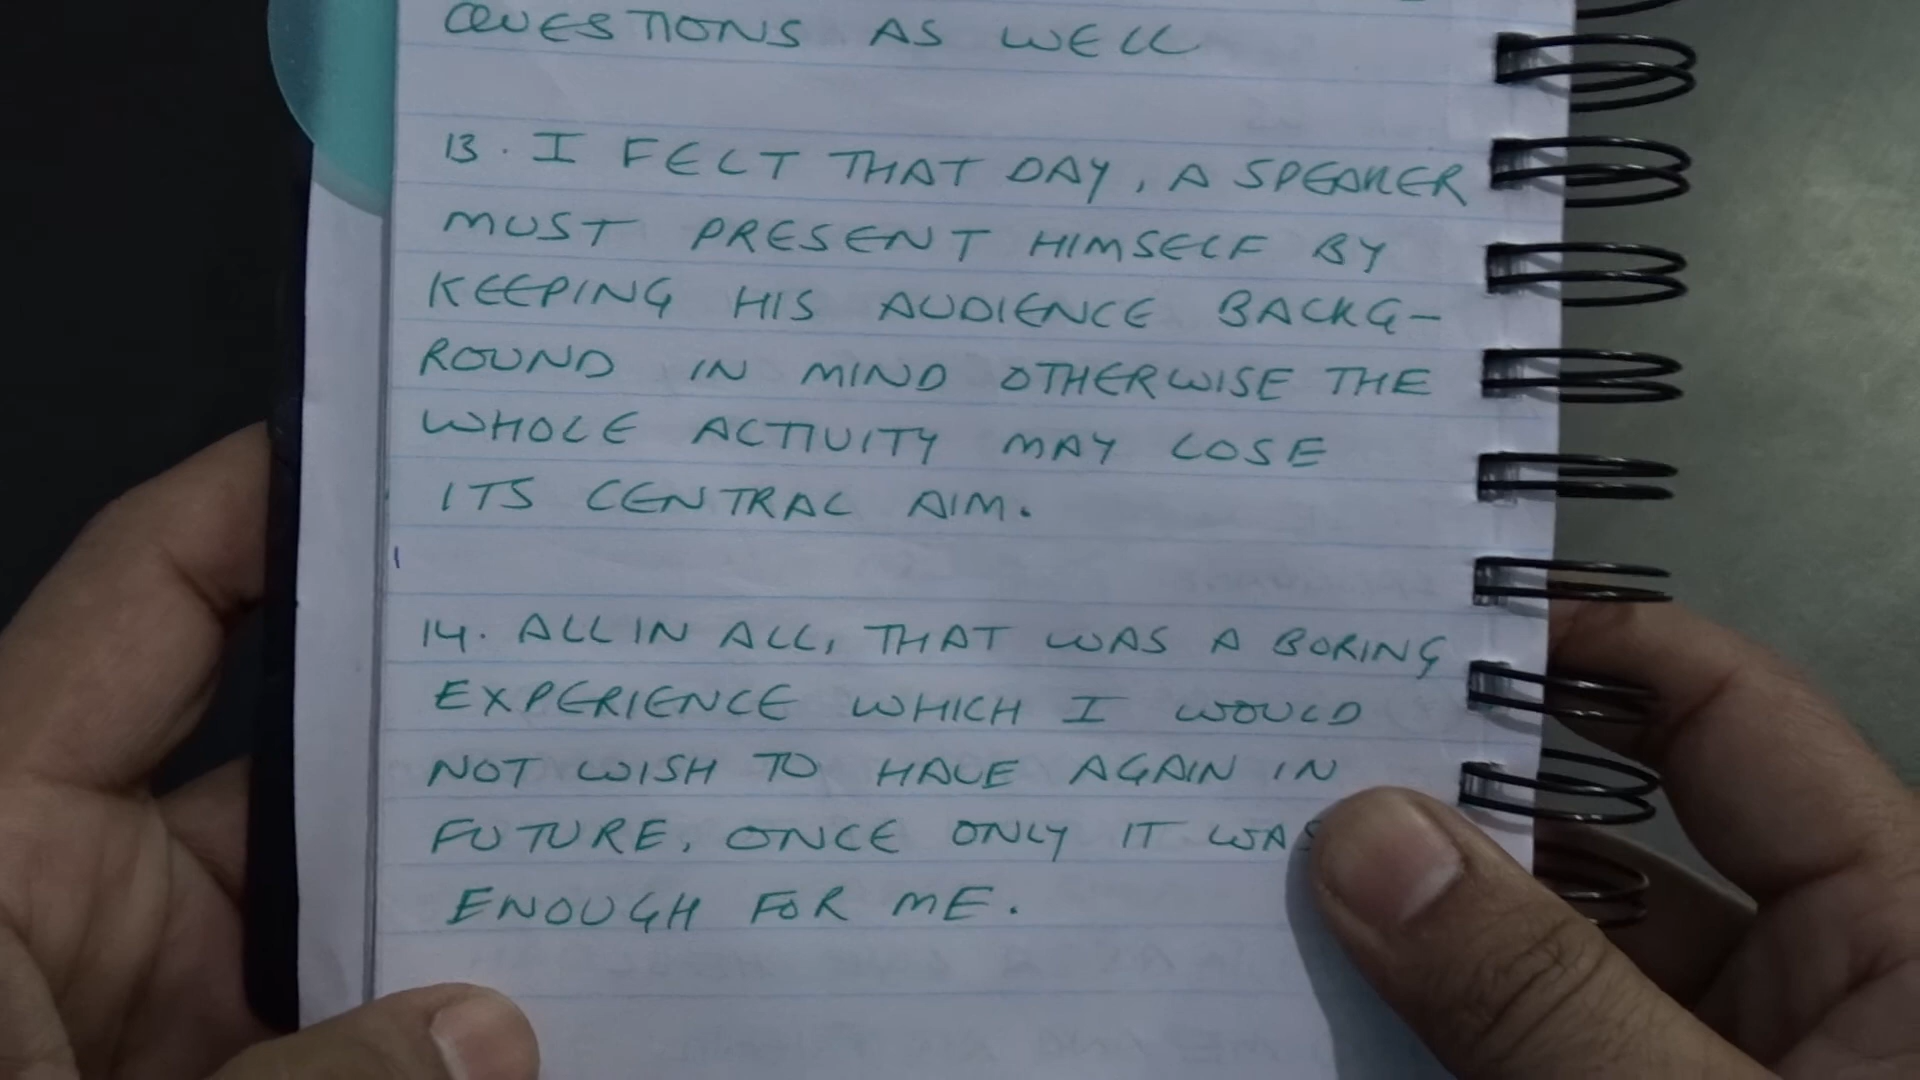 QUESTIONS AS WELL
13. I FELT THAT DAY, A SPEAKER
MUST PRESENT HIMSELF BY
KEEPING HIS AUDIENCE BACKG-
ROUND IN MIND OTHERWISE THE
WHOLE ACTIVITY MAY LOSE
ITS CENTRAL AIM.
14. ALL IN ALL, THAT WAS A BORING
EXPERIENCE WHICH I WOULD
NOT WISH TO HAVE AGAIN IN
FUTURE. ONCE ONLY IT WAS
ENOUGH FOR ME.